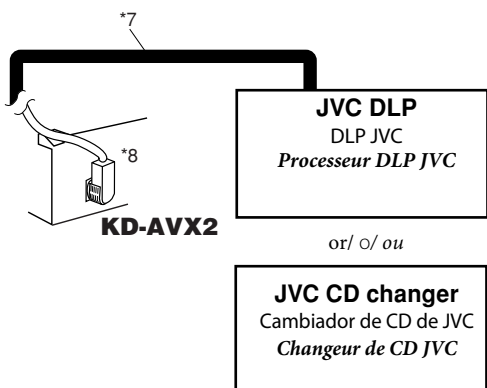 *7
JVC DLP
DLP JVC
Processeur DLP JVC
*8
KD-AVX2
or/ o/ ou
JVC CD changer
Cambiador de CD de JVC
Changeur de CD JVC